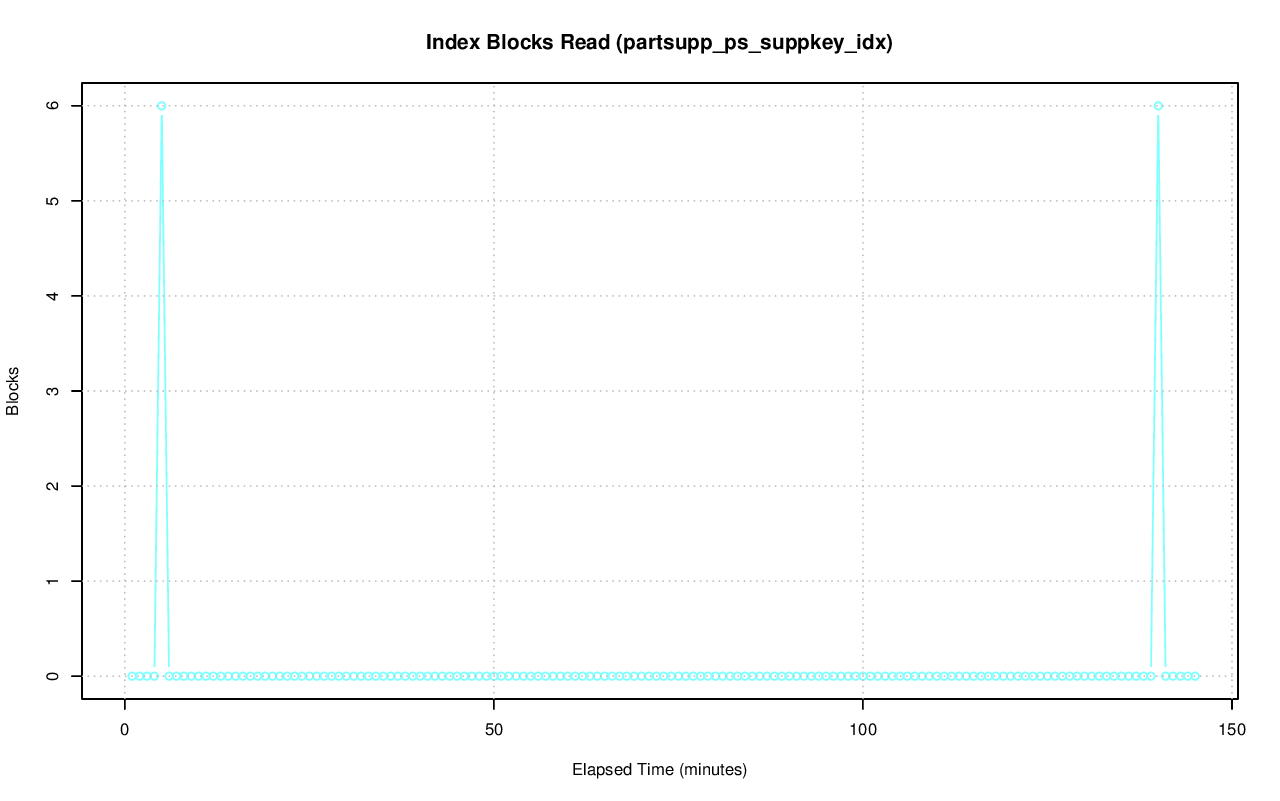 Index Blocks Read (partsupp_ps_suppkey_idx)
6
5
4
3
2
1
0
Blocks
0 50 100 150
Elapsed Time (minutes)